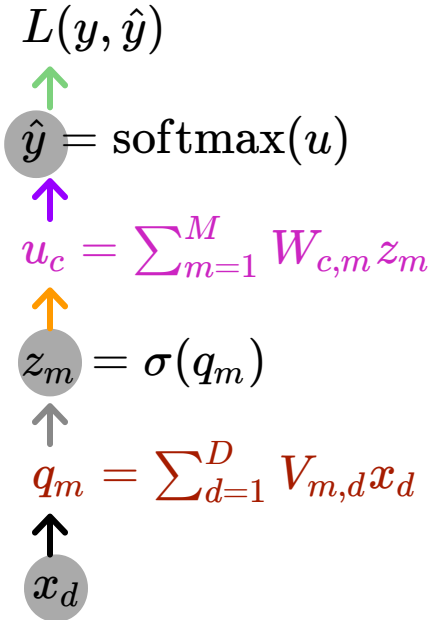 L(y, ŷ)
ŷ = softmax(u)
u_c = ∑_{m=1}^{M} W_{c,m} z_m
z_m = σ(q_m)
q_m = ∑_{d=1}^{D} V_{m,d} x_d
x_d